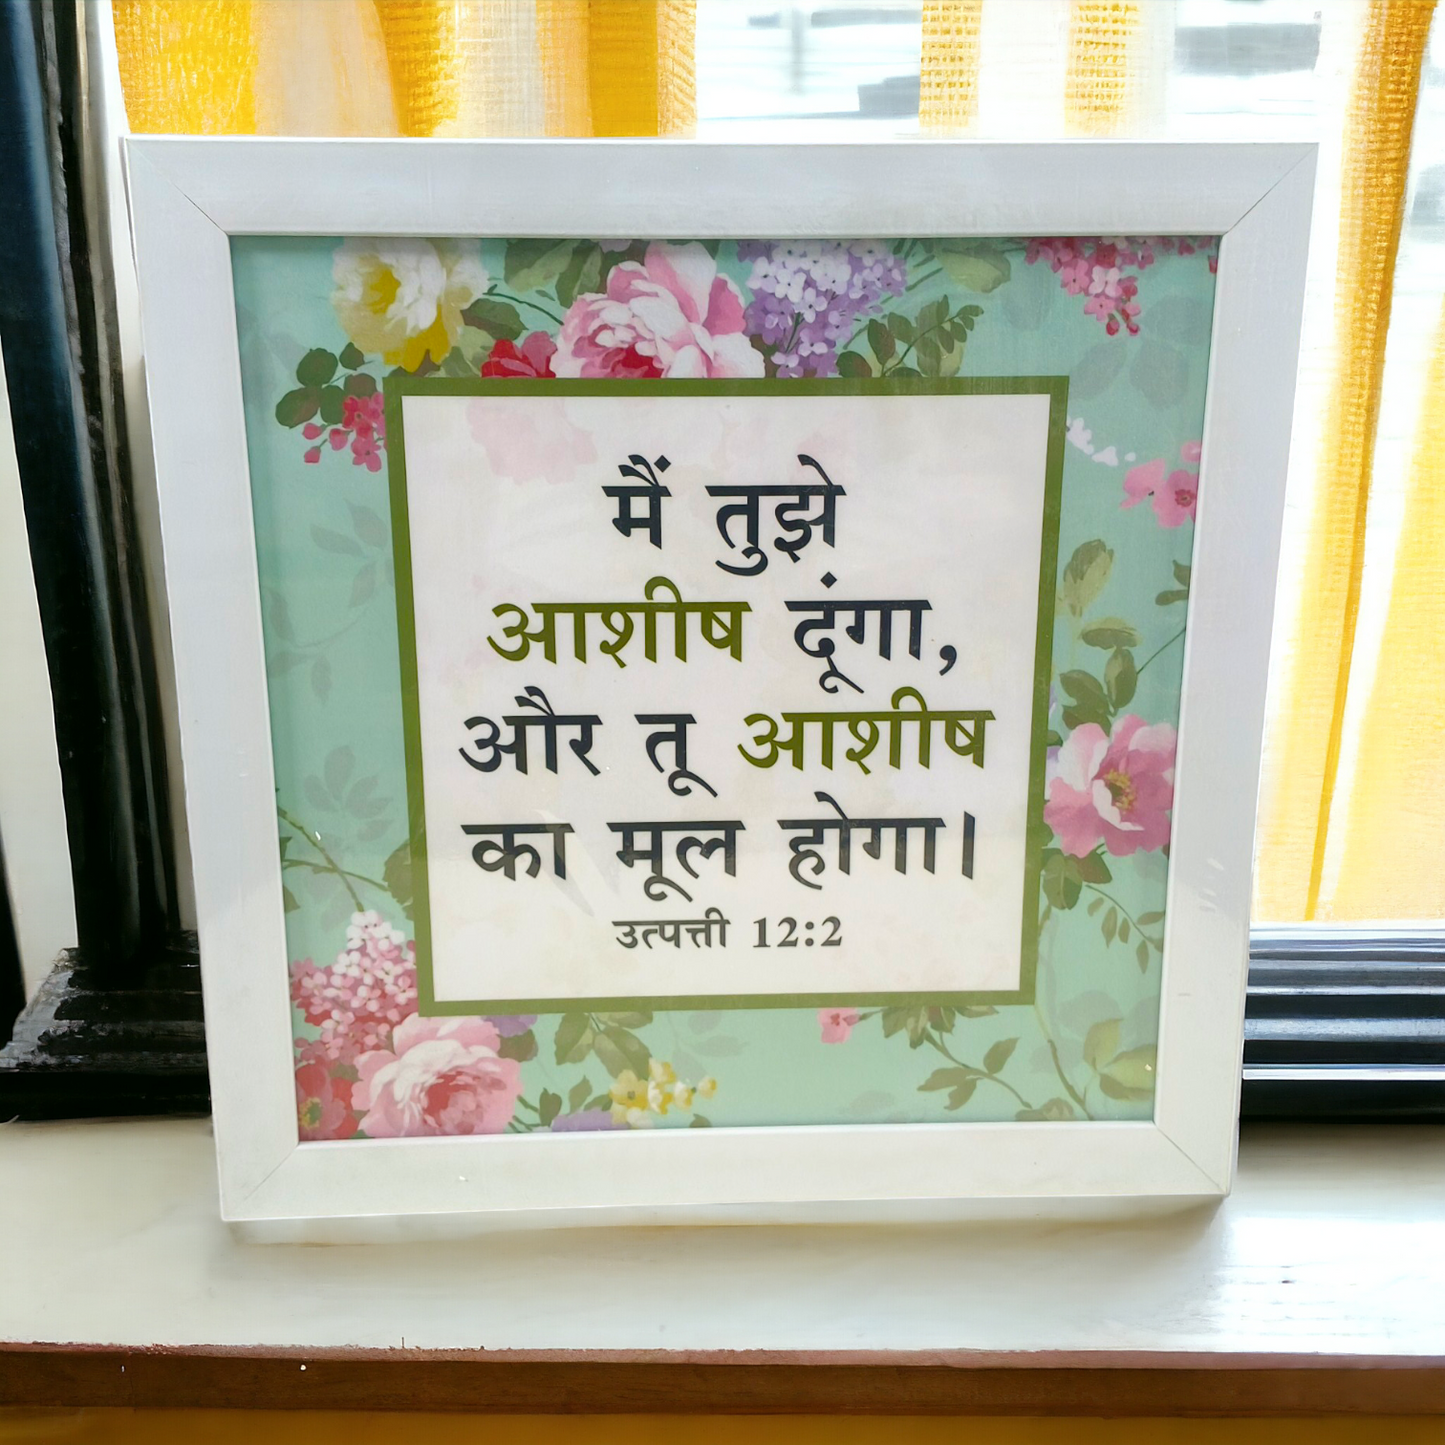 मैं तुझे
आशीष दूंगा,
और तू आशीष
का मूल होगा।
उत्पत्ती 12:2